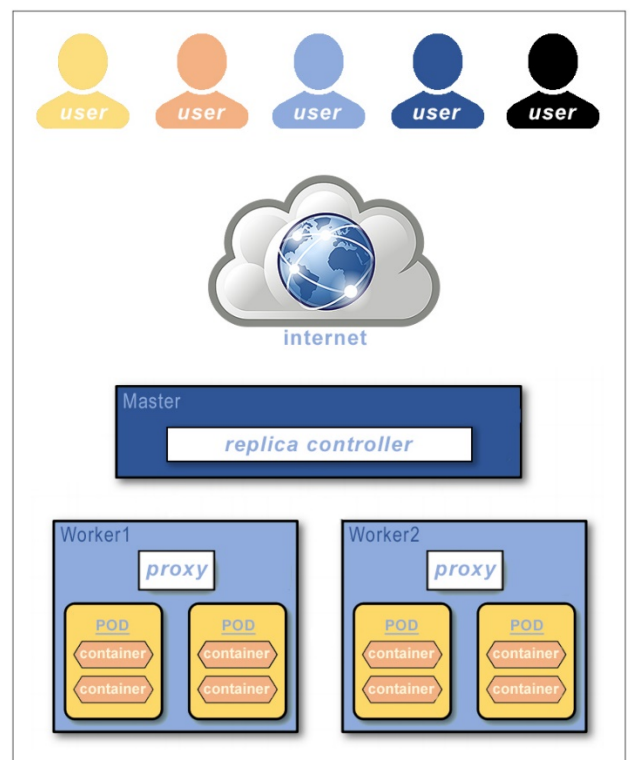 user user user user user
internet
Master
replica controller
Worker1
proxy
POD POD
container container
container container
Worker2
proxy
POD POD
container container
container container